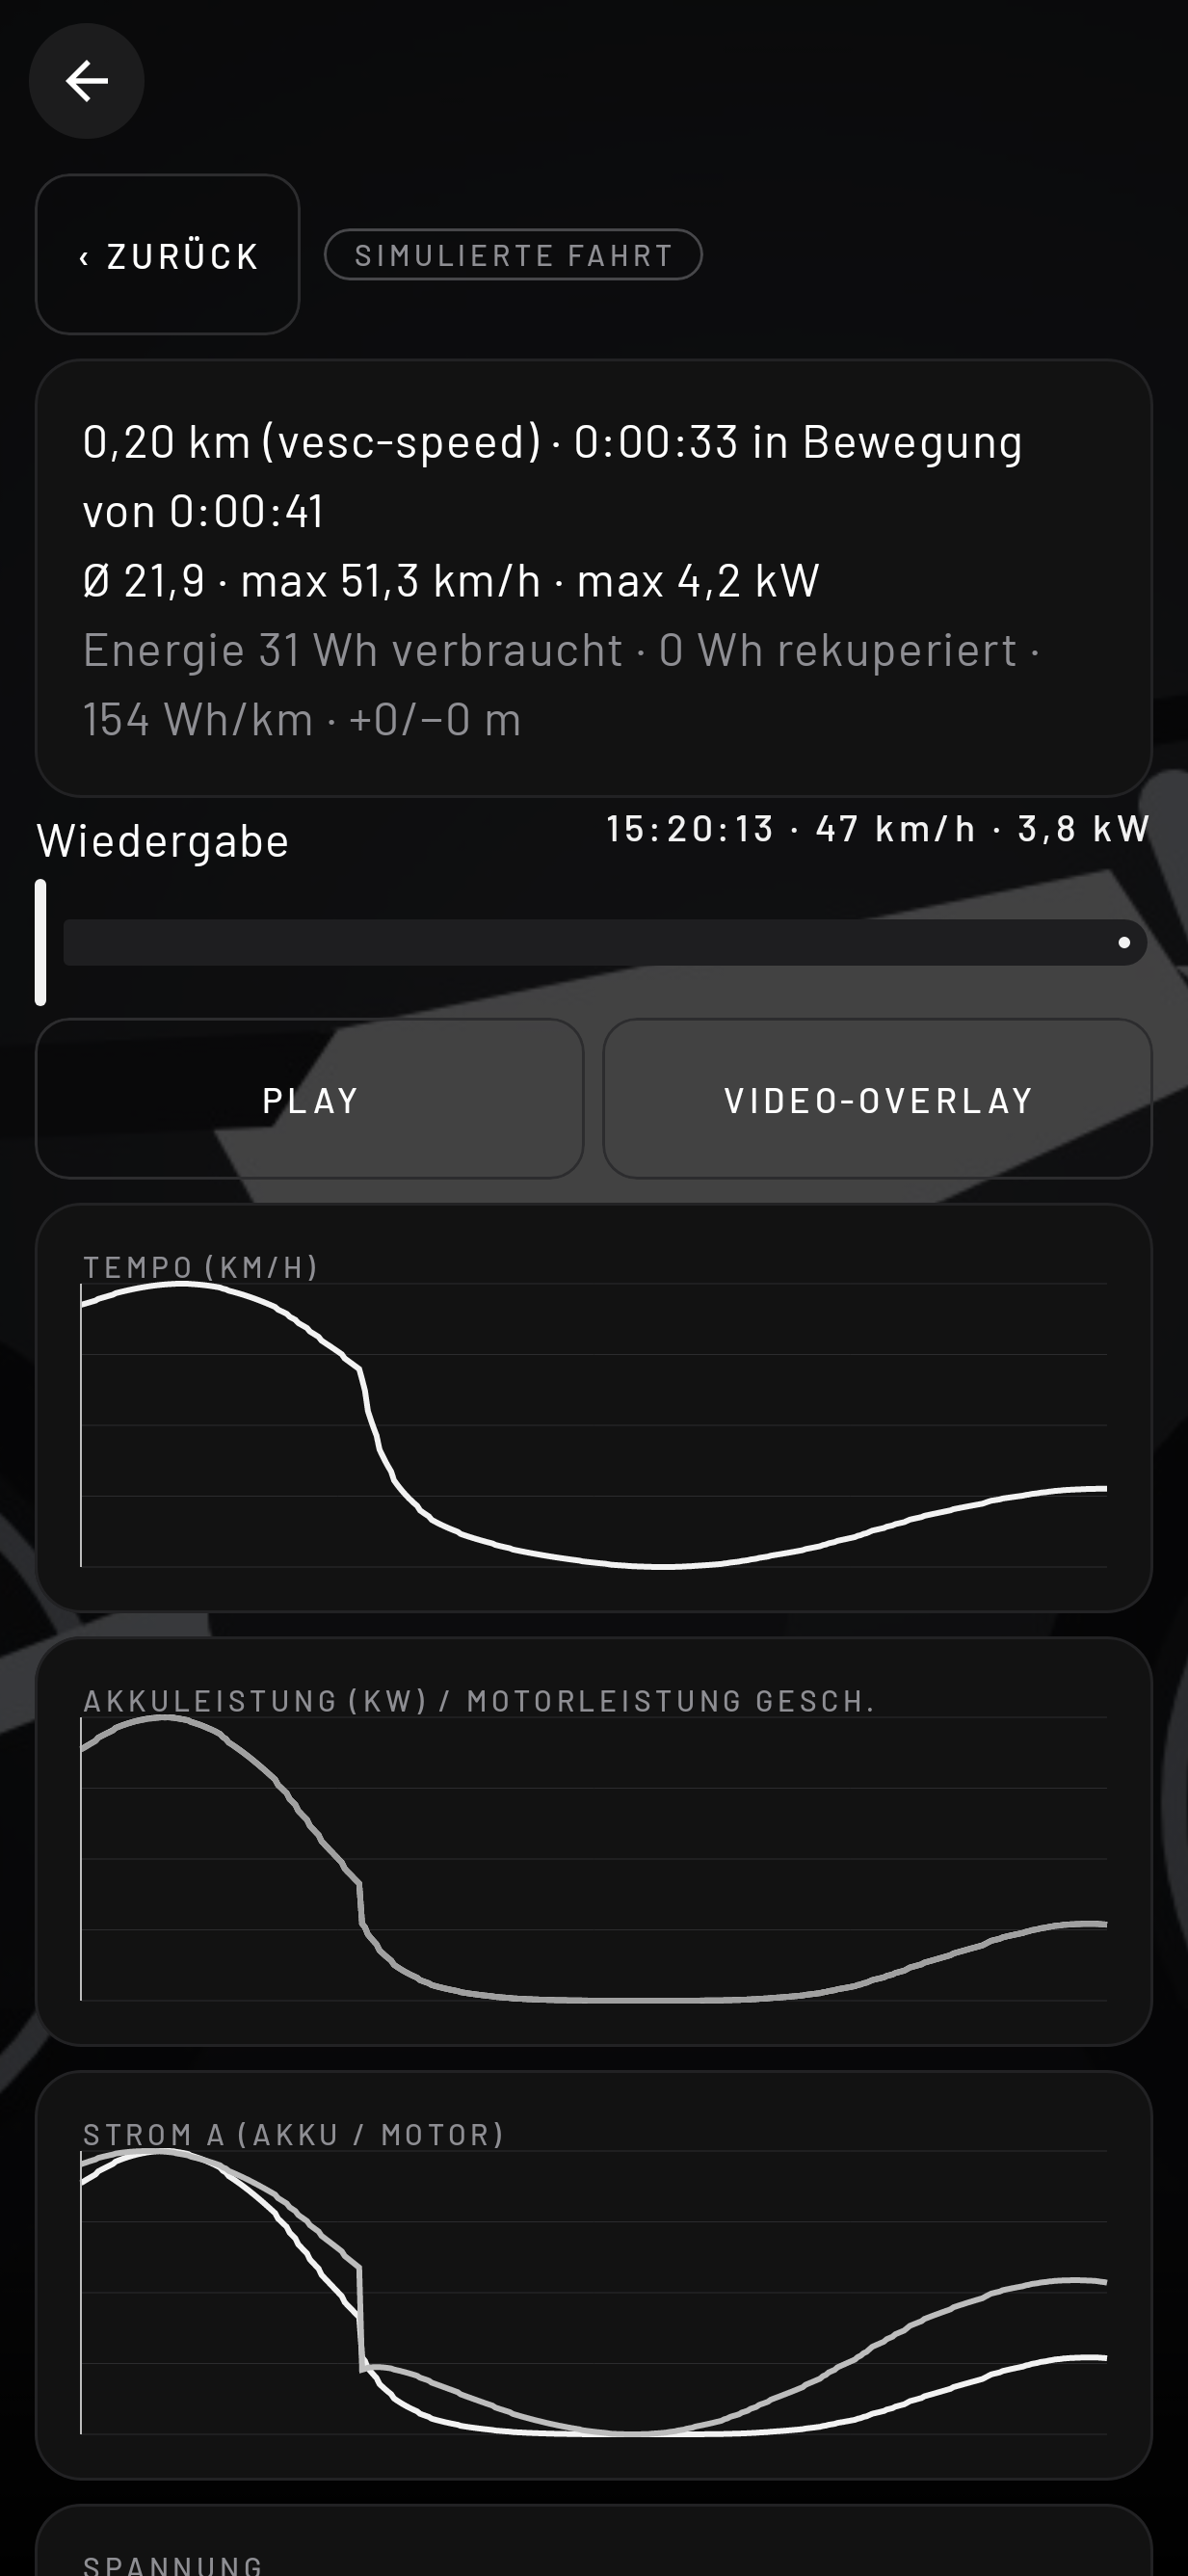 ‹ ZURÜCK
SIMULIERTE FAHRT
0,20 km (vesc-speed) · 0:00:33 in Bewegung
von 0:00:41
Ø 21,9 · max 51,3 km/h · max 4,2 kW
Energie 31 Wh verbraucht · 0 Wh rekuperiert ·
154 Wh/km · +0/−0 m
Wiedergabe
15:20:13 · 47 km/h · 3,8 kW
PLAY
VIDEO-OVERLAY
TEMPO (KM/H)
AKKULEISTUNG (KW) / MOTORLEISTUNG GESCH.
STROM A (AKKU / MOTOR)
SPANNUNG